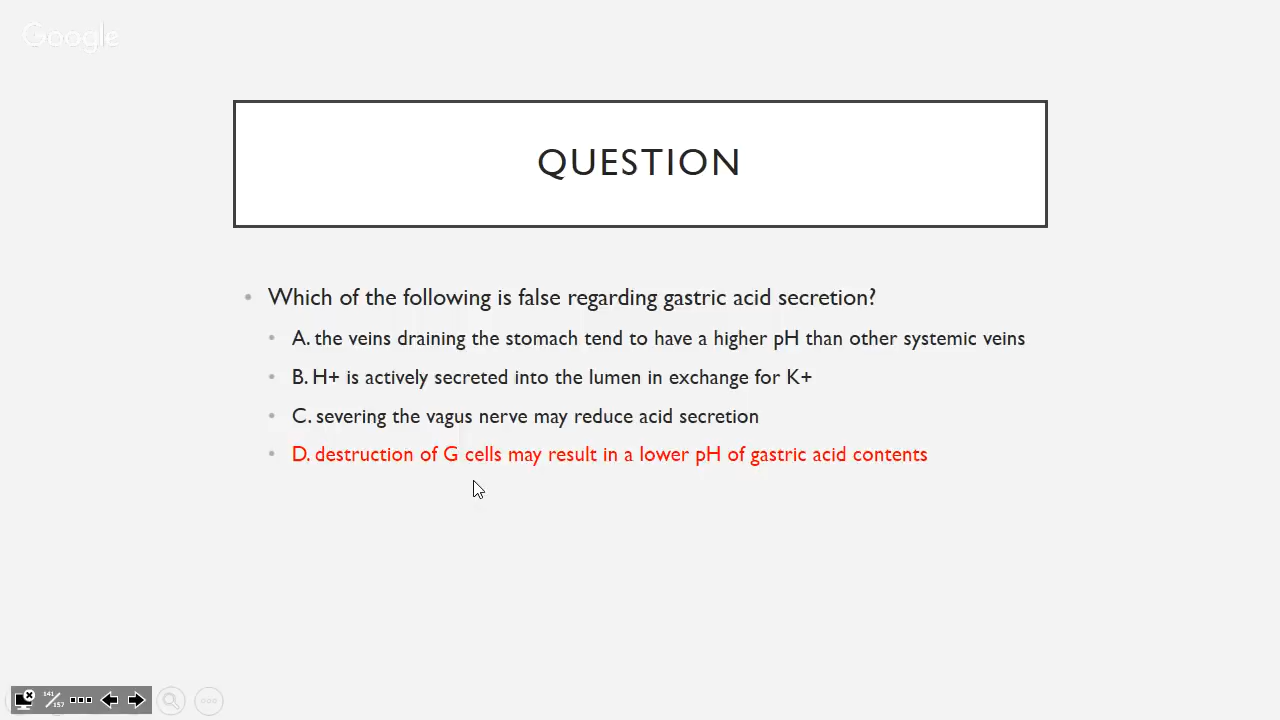 Google
QUESTION
• Which of the following is false regarding gastric acid secretion?
• A. the veins draining the stomach tend to have a higher pH than other systemic veins
• B. H+ is actively secreted into the lumen in exchange for K+
• C. severing the vagus nerve may reduce acid secretion
• D. destruction of G cells may result in a lower pH of gastric acid contents
141/157